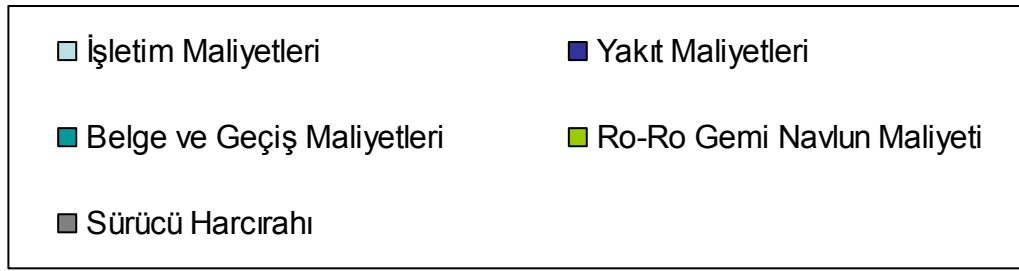 İşletim Maliyetleri
Yakıt Maliyetleri
Belge ve Geçiş Maliyetleri
Ro-Ro Gemi Navlun Maliyeti
Sürücü Harcırahı